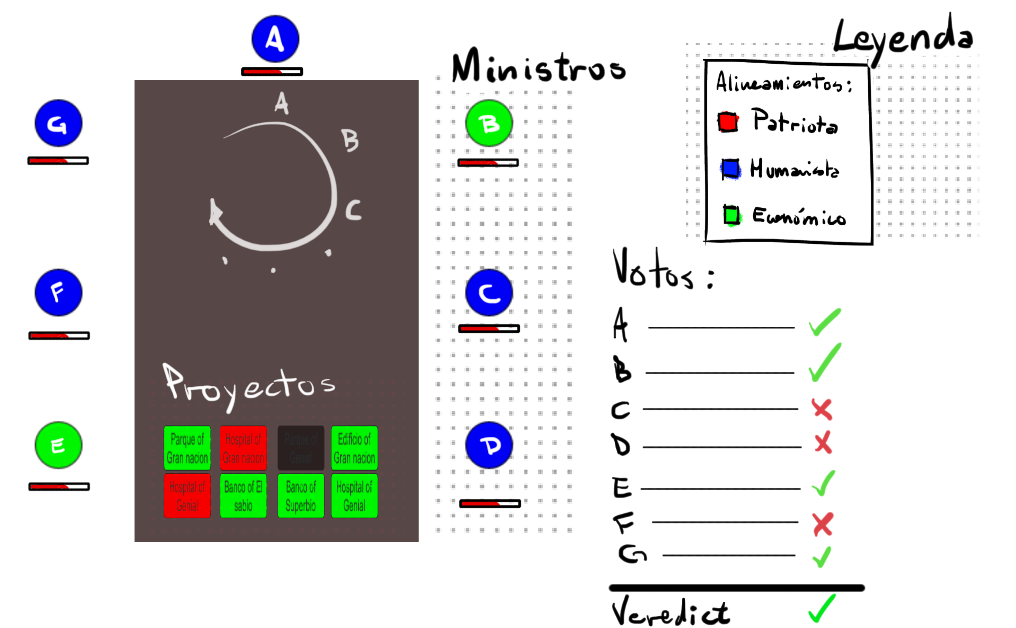 Leyenda
A
Ministros
Alineamientos:
A
G
B
Patriota
B
Humanista
C
Económico
Votos:
F
C
A
B
Proyectos
C
E
D
Parque of Gran nacion
Hospital of Gran nacion
Edificio of Gran nacion
D
Hospital of Genial
Banco of El sabio
Banco of Superbio
Hospital of Genial
E
F
G
Veredict